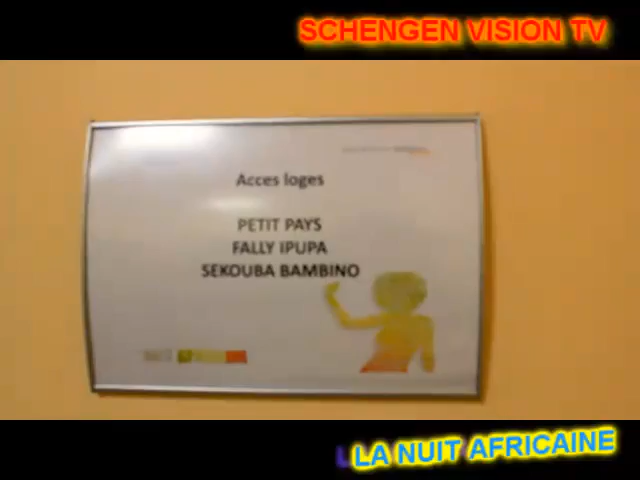 SCHENGEN VISION TV
Acces loges
PETIT PAYS
FALLY IPUPA
SEKOUBA BAMBINO
LA NUIT AFRICAINE